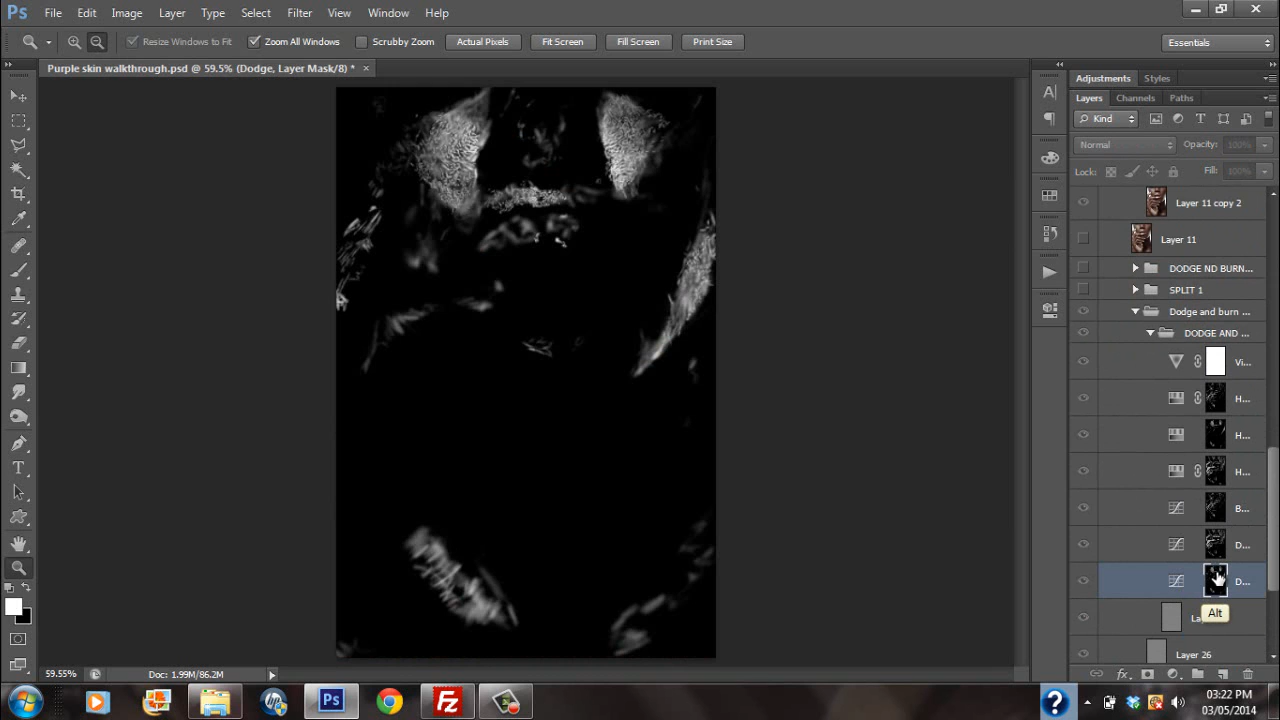 Ps File Edit Image Layer Type Select Filter View Window Help
Resize Windows to Fit Zoom All Windows Scrubby Zoom Actual Pixels Fit Screen Fill Screen Print Size Essentials
Purple skin walkthrough.psd @ 59.5% (Dodge, Layer Mask/8) * ×
Adjustments Styles
Layers Channels Paths
Kind
Normal Opacity: 100%
Lock: Fill: 100%
Layer 11 copy 2
Layer 11
DODGE ND BURN...
SPLIT 1
Dodge and burn ...
DODGE AND ...
Vi...
H...
H...
H...
B...
D...
D...
Alt
Layer 26
59.55% Doc: 1.99M/86.2M
03:22 PM
03/05/2014